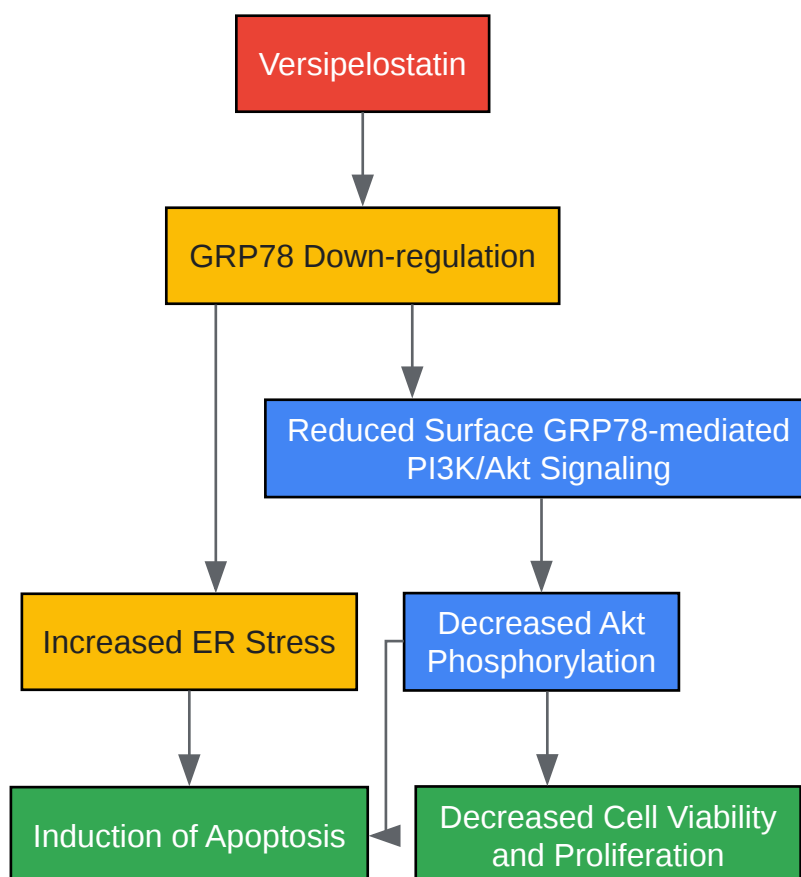 Versipelostatin
GRP78 Down-regulation
Reduced Surface GRP78-mediated
PI3K/Akt Signaling
Increased ER Stress
Decreased Akt
Phosphorylation
Induction of Apoptosis
Decreased Cell Viability
and Proliferation